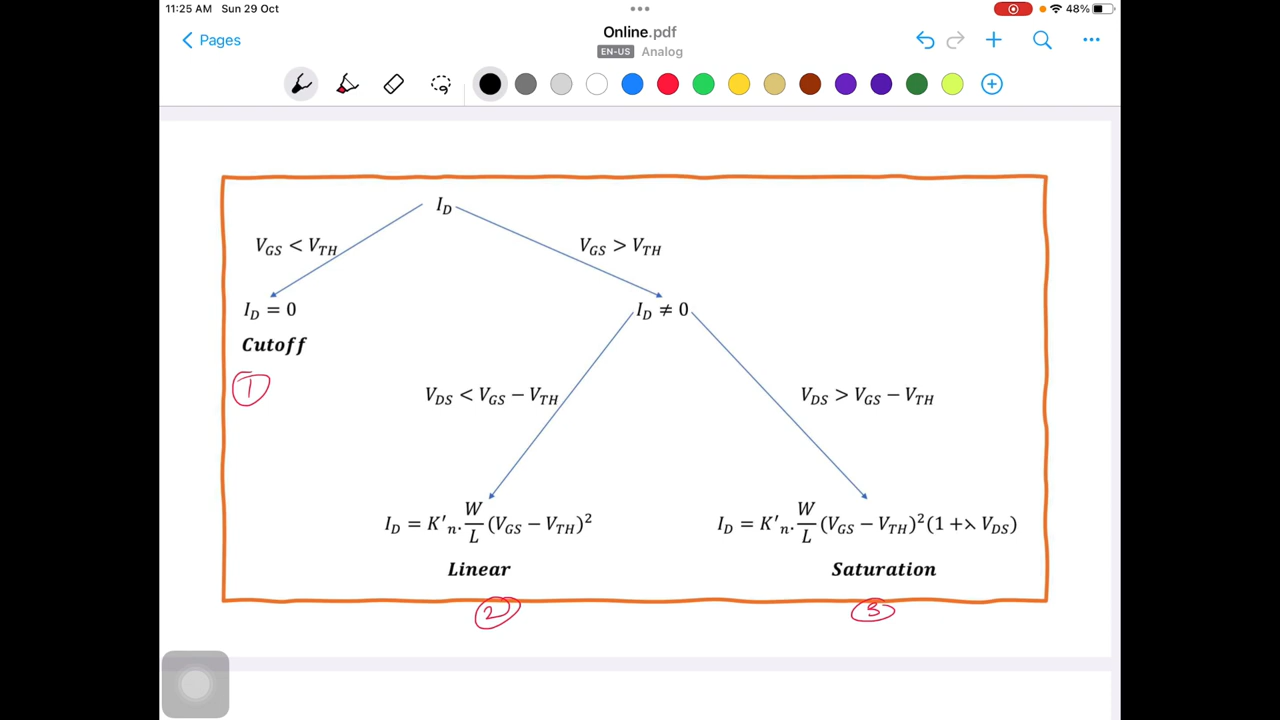 11:25 AM Sun 29 Oct
48%
Pages
Online.pdf
EN-US Analog
I_D
V_GS < V_TH
V_GS > V_TH
I_D = 0
I_D ≠ 0
Cutoff
1
V_DS < V_GS − V_TH
V_DS > V_GS − V_TH
I_D = K'_n. W/L (V_GS − V_TH)²
I_D = K'_n. W/L (V_GS − V_TH)² (1 +⋋ V_DS)
Linear
Saturation
2
3